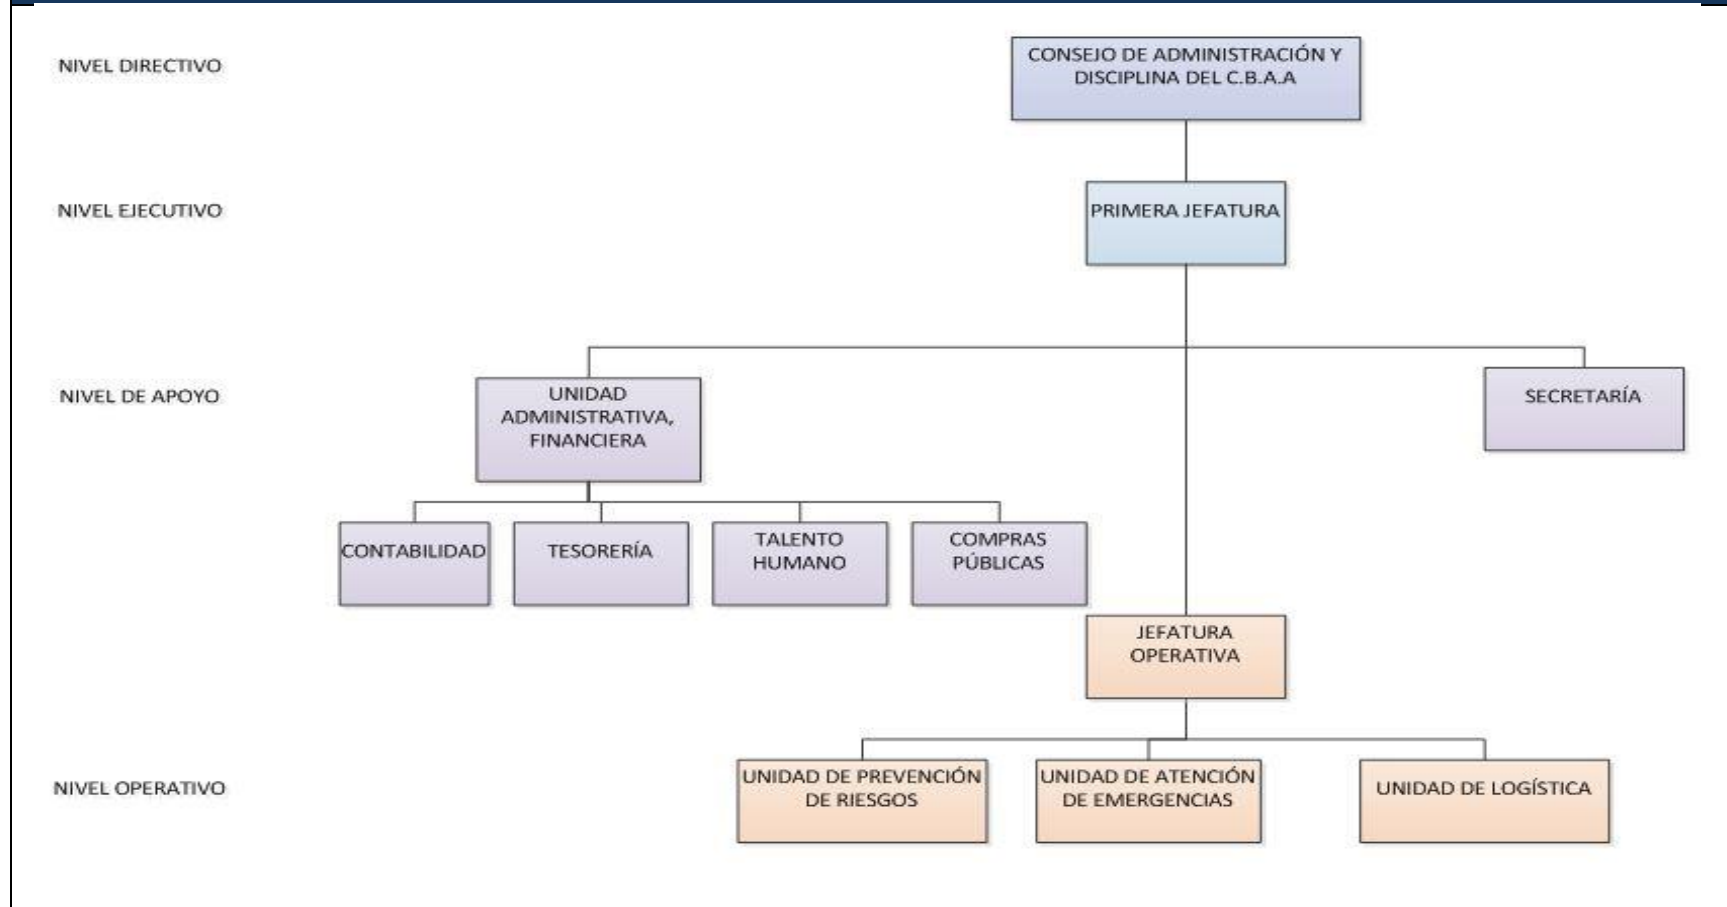 NIVEL DIRECTIVO
CONSEJO DE ADMINISTRACIÓN Y
DISCIPLINA DEL C.B.A.A
NIVEL EJECUTIVO
PRIMERA JEFATURA
NIVEL DE APOYO
UNIDAD
ADMINISTRATIVA,
FINANCIERA
SECRETARÍA
CONTABILIDAD
TESORERÍA
TALENTO
HUMANO
COMPRAS
PÚBLICAS
JEFATURA
OPERATIVA
NIVEL OPERATIVO
UNIDAD DE PREVENCIÓN
DE RIESGOS
UNIDAD DE ATENCIÓN
DE EMERGENCIAS
UNIDAD DE LOGÍSTICA